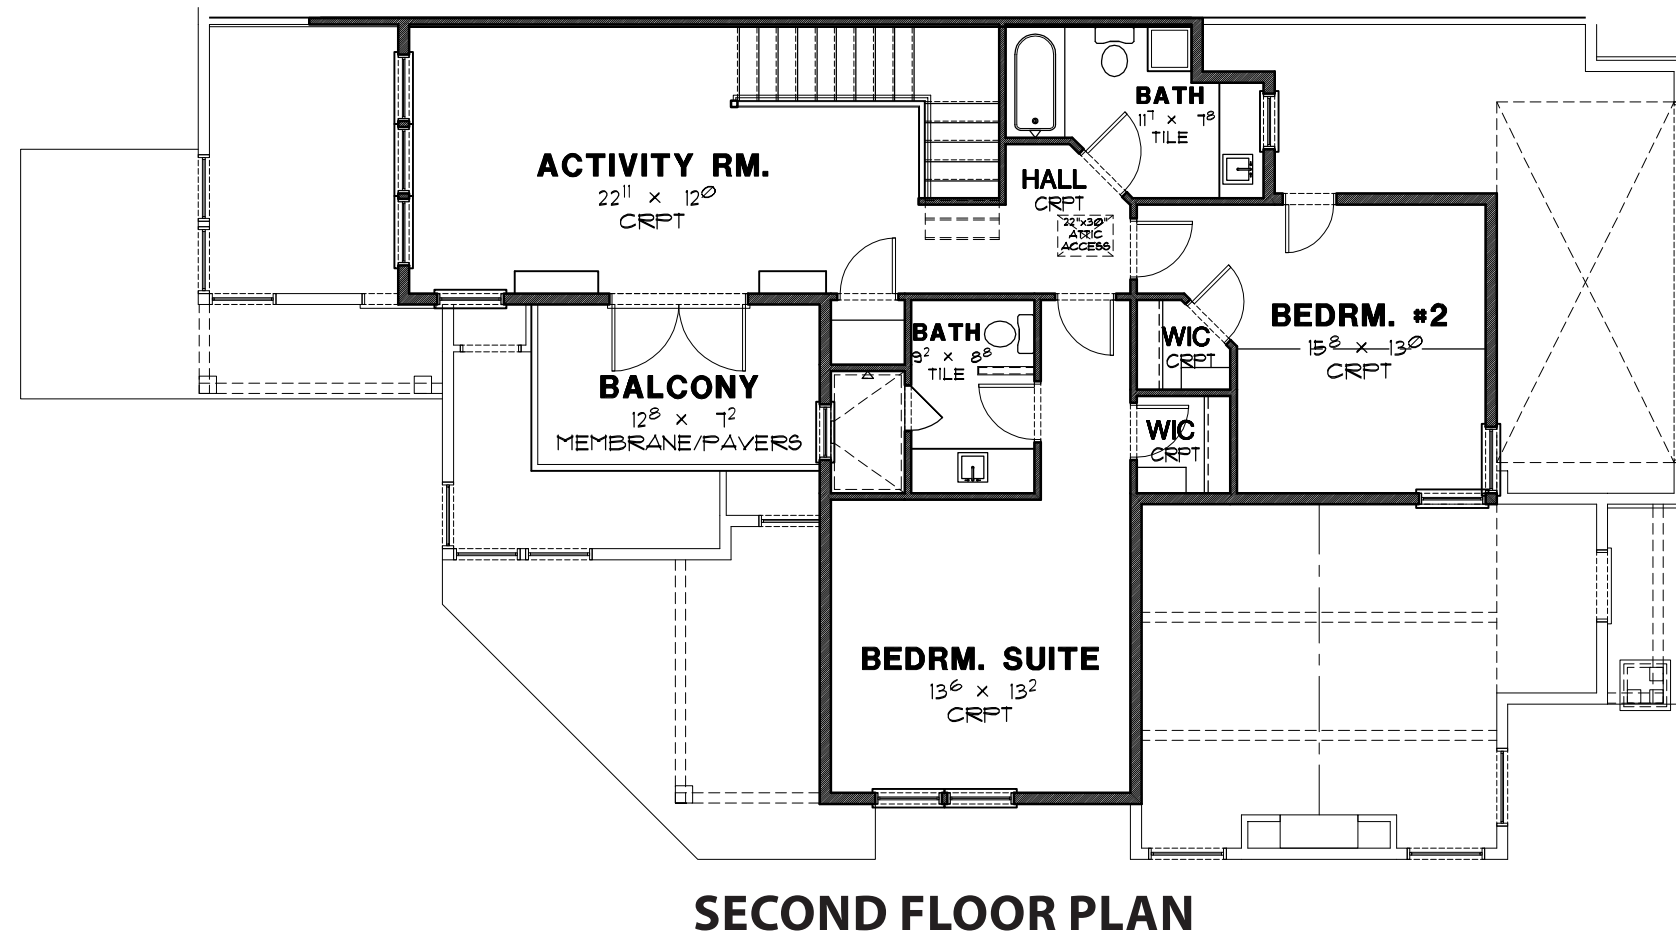 BATH
11⁷ x 7⁸
TILE
ACTIVITY RM.
22¹¹ x 12⁰
CRPT
HALL
CRPT
22"x30"
ATTIC
ACCESS
BEDRM. #2
15⁸ x 13⁰
CRPT
BATH
9² x 8⁸
TILE
WIC
CRPT
BALCONY
12⁸ x 7²
MEMBRANE/PAVERS
WIC
CRPT
BEDRM. SUITE
13⁶ x 13²
CRPT
SECOND FLOOR PLAN